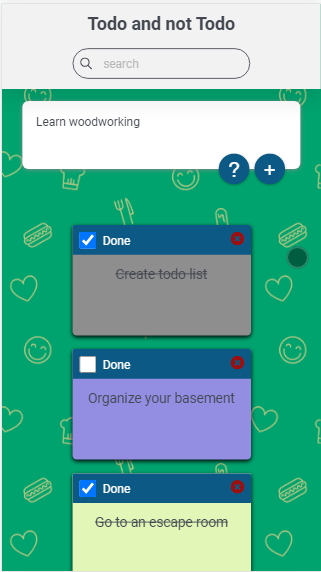 Todo and not Todo
search
Learn woodworking
? +
Done
Create todo list
Done
Organize your basement
Done
Go to an escape room